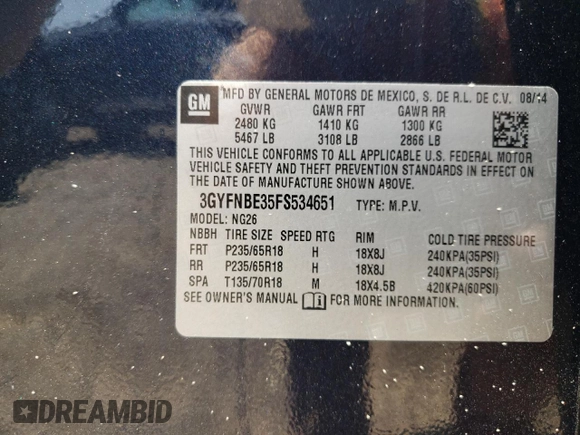 GM
MFD BY GENERAL MOTORS DE MEXICO, S. DE R.L. DE C.V. 08/14
GVWR GAWR FRT GAWR RR
2480 KG 1410 KG 1300 KG
5467 LB 3108 LB 2866 LB
THIS VEHICLE CONFORMS TO ALL APPLICABLE U.S. FEDERAL MOTOR
VEHICLE SAFETY AND THEFT PREVENTION STANDARDS IN EFFECT ON
THE DATE OF MANUFACTURE SHOWN ABOVE.
3GYFNBE35FS534651 TYPE: M.P.V.
MODEL: NG26
NBBH TIRE SIZE SPEED RTG RIM COLD TIRE PRESSURE
FRT P235/65R18 H 18X8J 240KPA(35PSI)
RR P235/65R18 H 18X8J 240KPA(35PSI)
SPA T135/70R18 M 18X4.5B 420KPA(60PSI)
SEE OWNER'S MANUAL FOR MORE INFORMATION.
DREAMBID